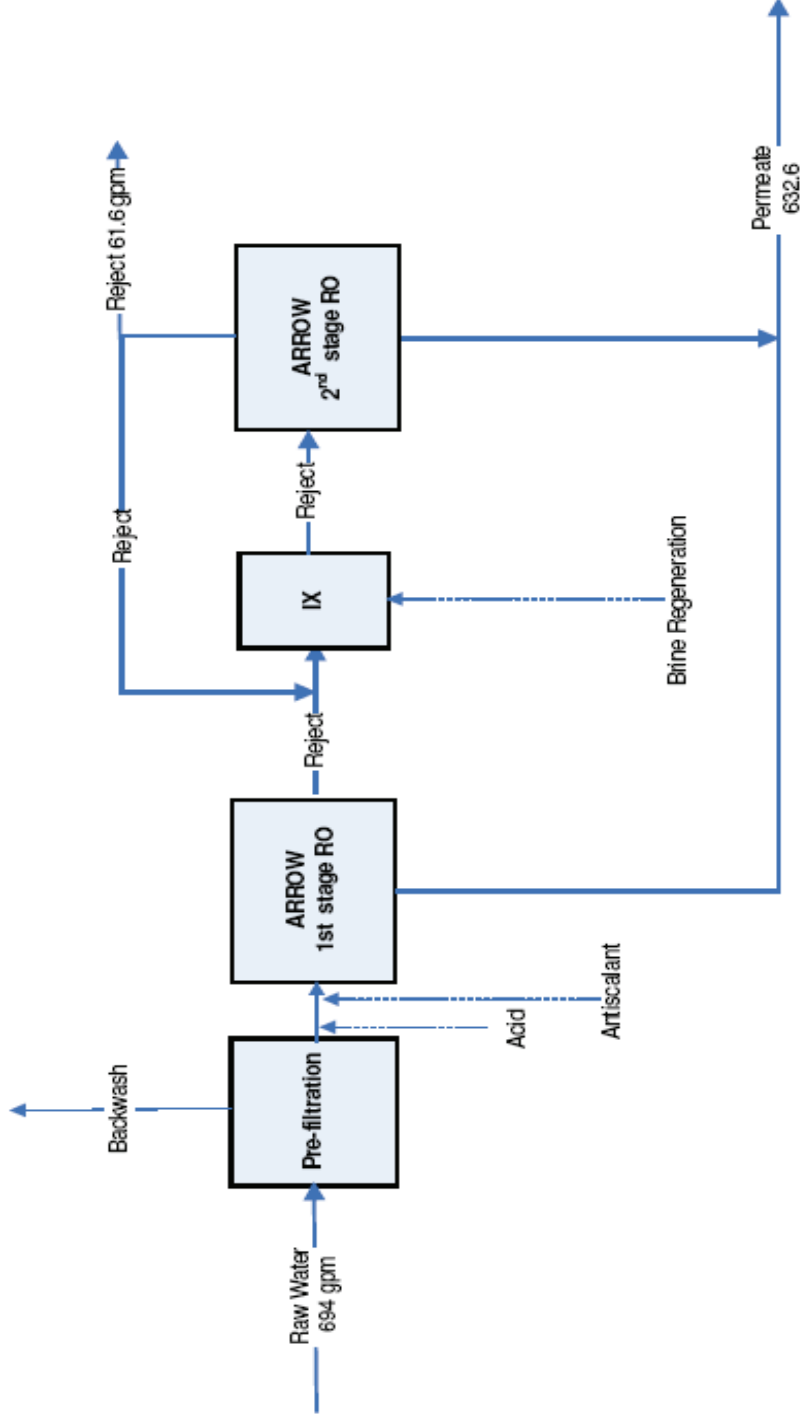 Raw Water
694 gpm
Pre-filtration
Backwash
Acid
Antiscalant
ARROW
1st stage RO
Reject
Reject
IX
Brine Regeneration
Reject
ARROW
2nd stage RO
Reject 61.6 gpm
Permeate
632.6